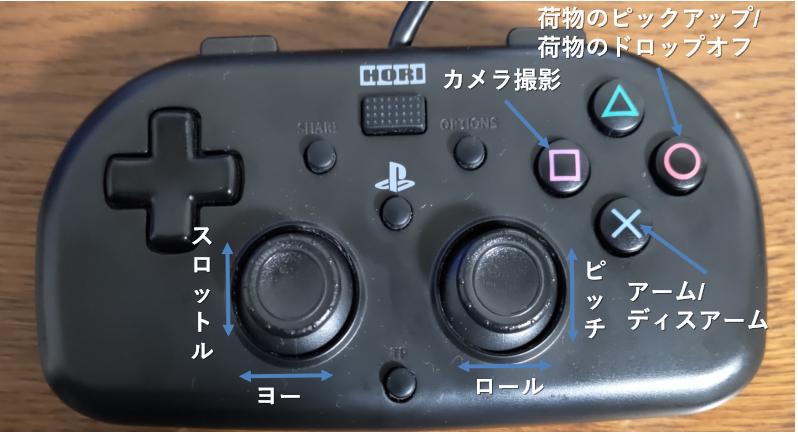 荷物のピックアップ/
荷物のドロップオフ
カメラ撮影
HORI
SHARE
OPTIONS
スロットル
ピッチ
アーム/
ディスアーム
TP
ロール
ヨー